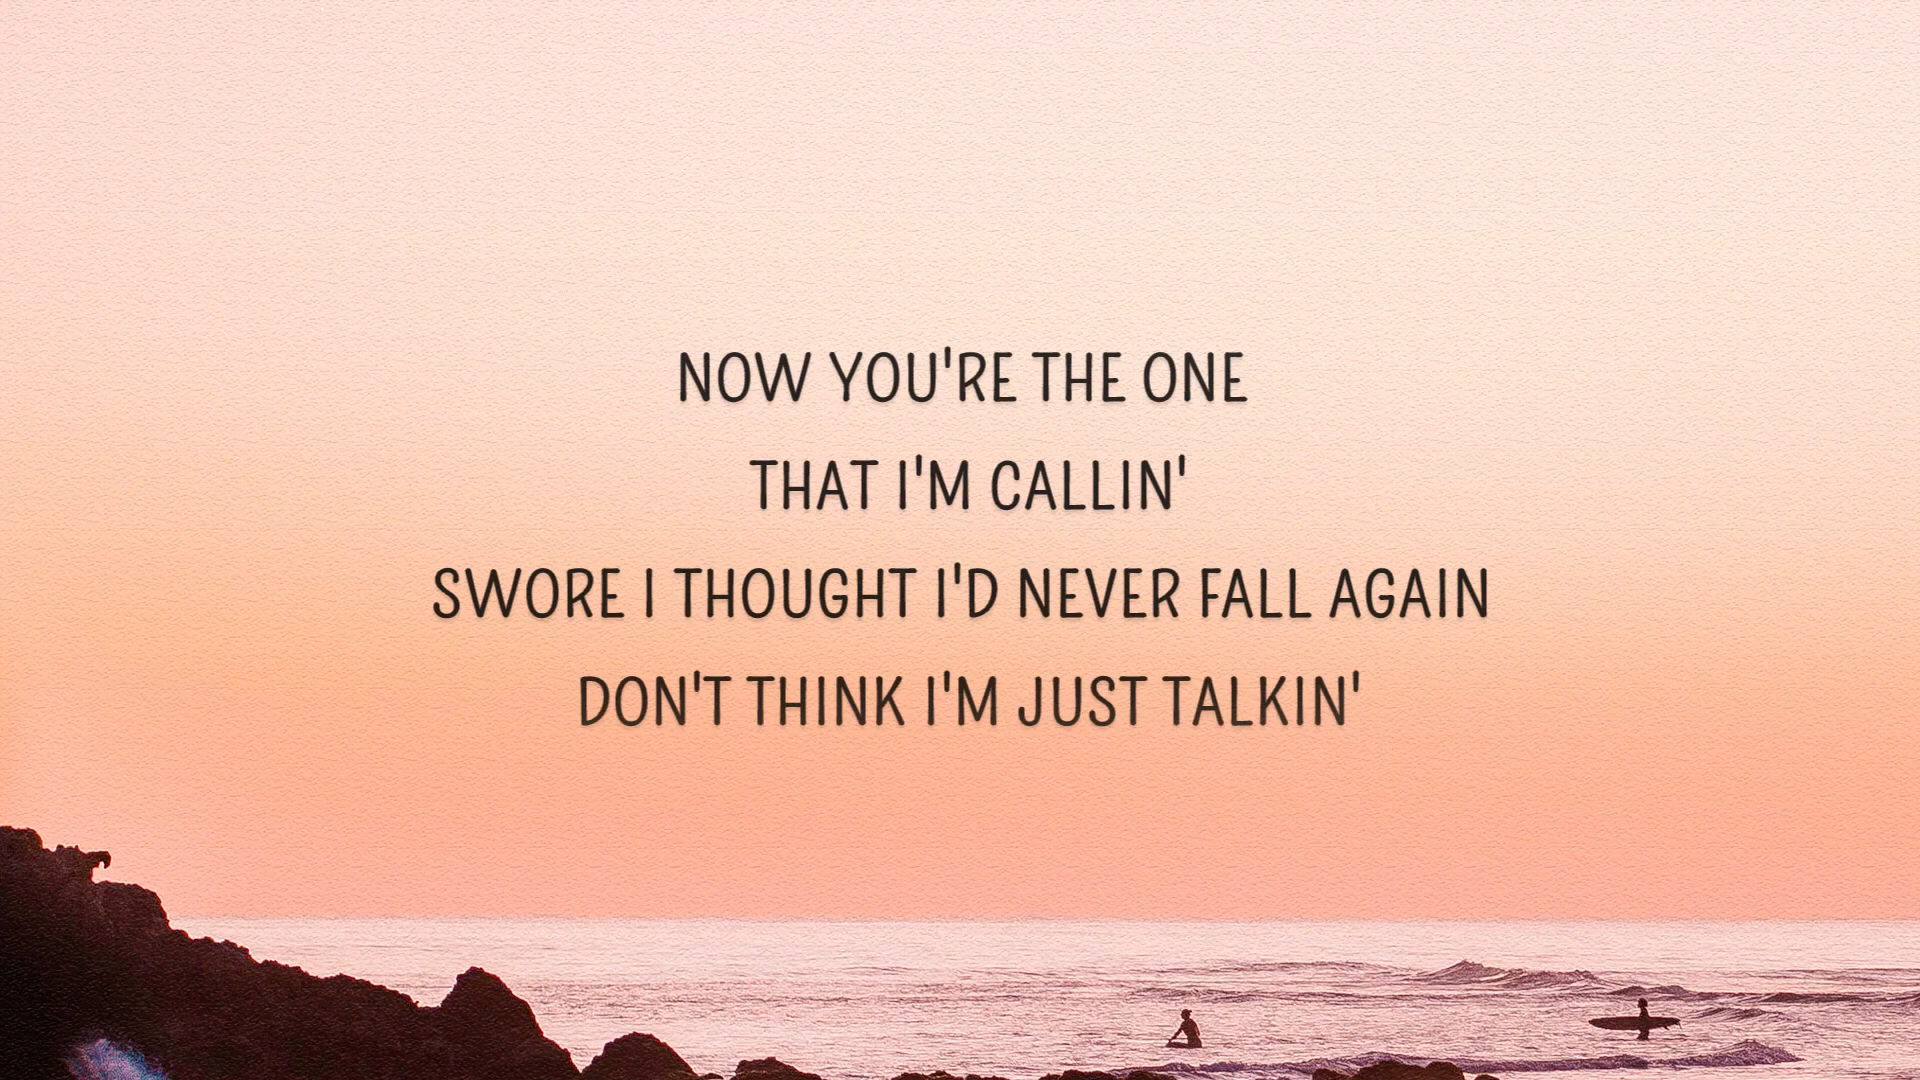 NOW YOU'RE THE ONE
THAT I'M CALLIN'
SWORE I THOUGHT I'D NEVER FALL AGAIN
DON'T THINK I'M JUST TALKIN'